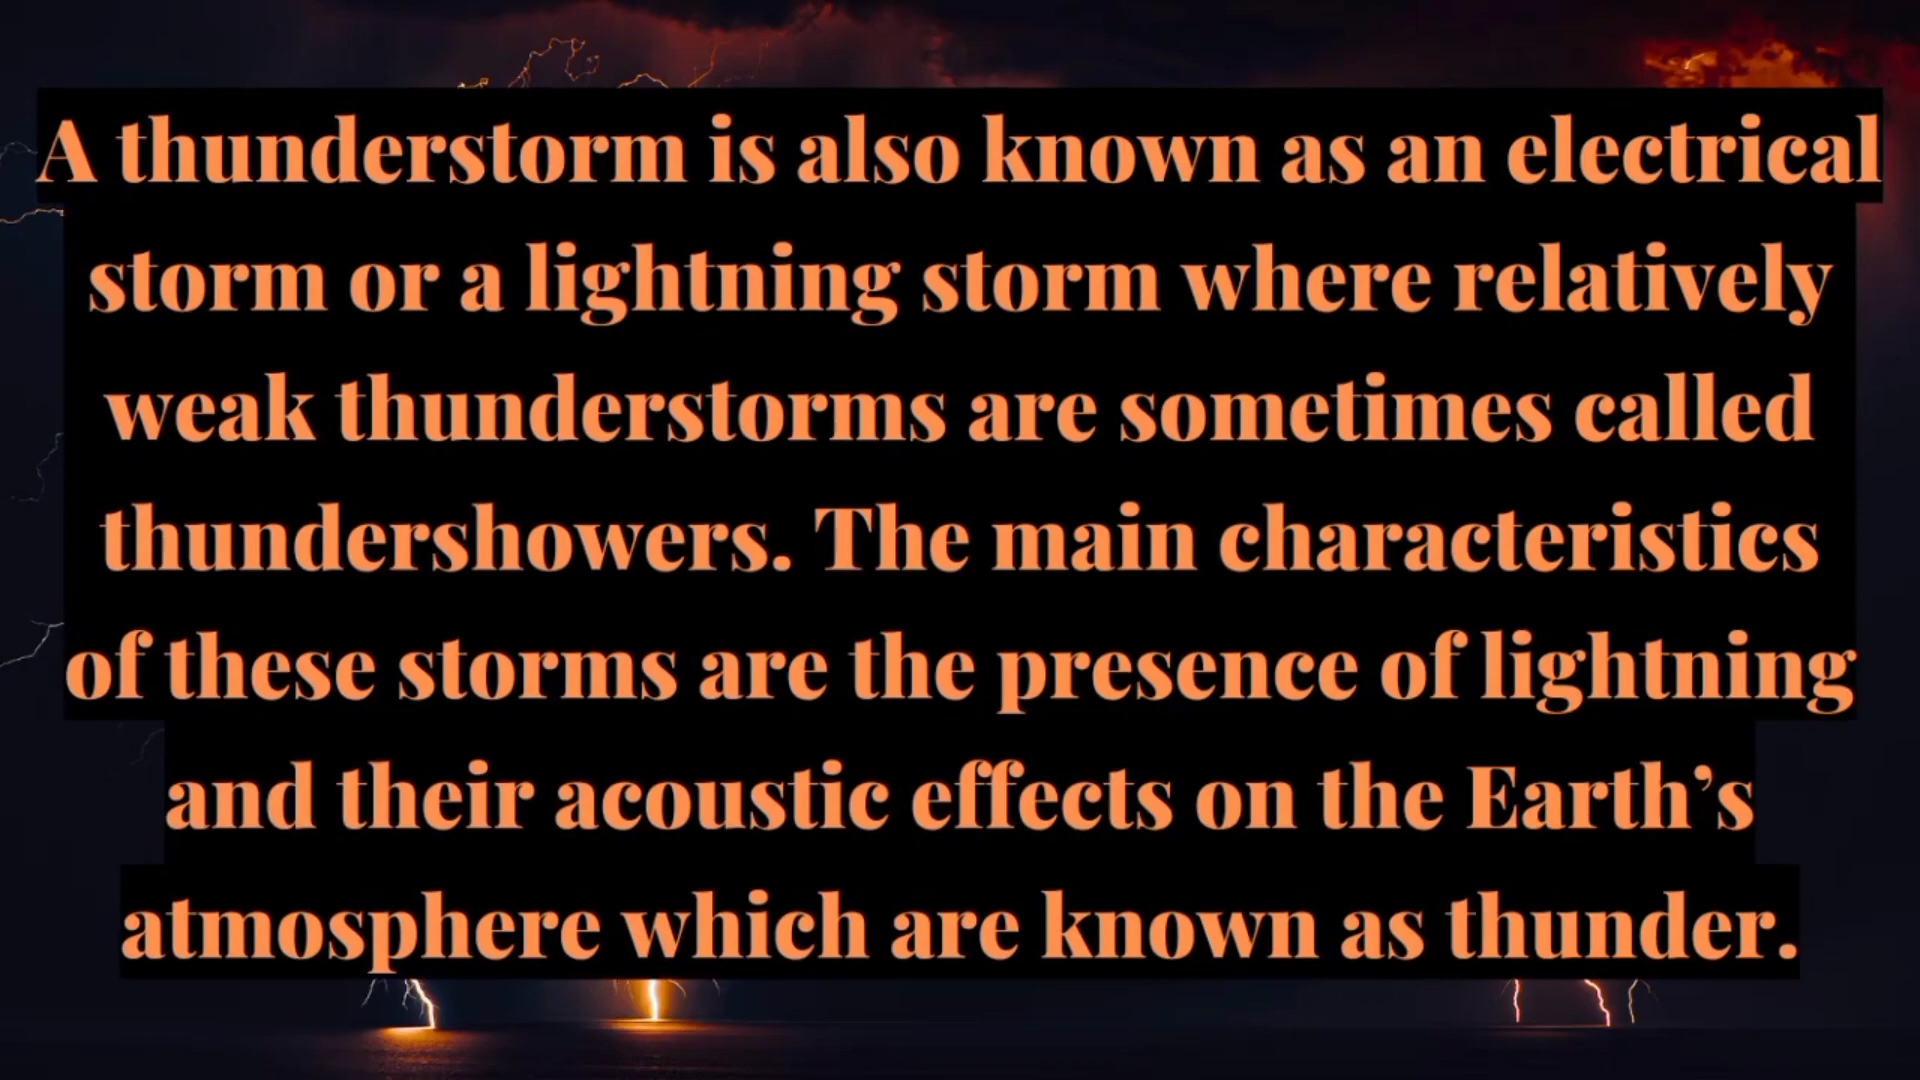 A thunderstorm is also known as an electrical
storm or a lightning storm where relatively
weak thunderstorms are sometimes called
thundershowers. The main characteristics
of these storms are the presence of lightning
and their acoustic effects on the Earth’s
atmosphere which are known as thunder.